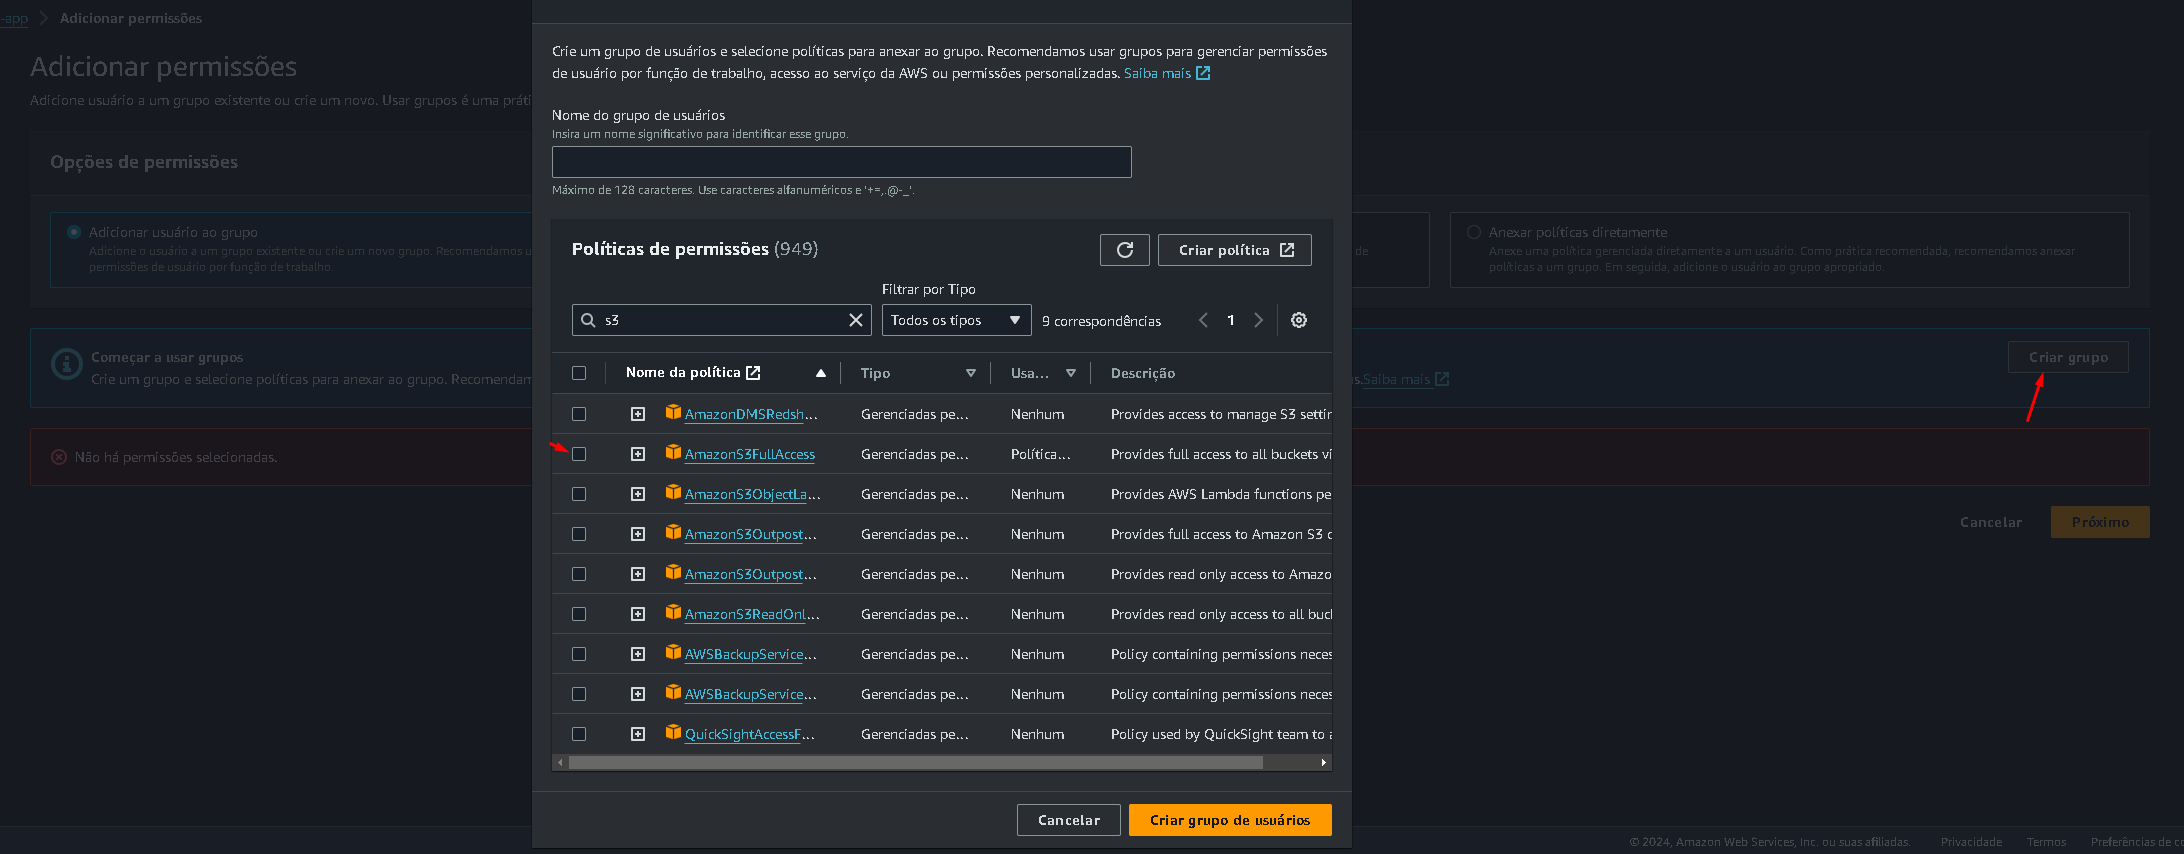 -app > Adicionar permissões
Adicionar permissões
Adicione usuário a um grupo existente ou crie um novo. Usar grupos é uma práti
Opções de permissões
Adicionar usuário ao grupo
Adicione o usuário a um grupo existente ou crie um novo grupo. Recomendamos u
permissões de usuário por função de trabalho.
de
Anexar políticas diretamente
Anexe uma política gerenciada diretamente a um usuário. Como prática recomendada, recomendamos anexar
políticas a um grupo. Em seguida, adicione o usuário ao grupo apropriado.
Começar a usar grupos
Crie um grupo e selecione políticas para anexar ao grupo. Recomendam
s. Saiba mais
Criar grupo
Não há permissões selecionadas.
Cancelar
Próximo
Crie um grupo de usuários e selecione políticas para anexar ao grupo. Recomendamos usar grupos para gerenciar permissões
de usuário por função de trabalho, acesso ao serviço da AWS ou permissões personalizadas. Saiba mais
Nome do grupo de usuários
Insira um nome significativo para identificar esse grupo.
Máximo de 128 caracteres. Use caracteres alfanuméricos e '+=,.@-_'.
Políticas de permissões (949)
Criar política
Filtrar por Tipo
s3
Todos os tipos
9 correspondências
1
Nome da política Tipo Usa... Descrição
AmazonDMSRedsh... Gerenciadas pe... Nenhum Provides access to manage S3 settin
AmazonS3FullAccess Gerenciadas pe... Política... Provides full access to all buckets vi
AmazonS3ObjectLa... Gerenciadas pe... Nenhum Provides AWS Lambda functions pe
AmazonS3Outpost... Gerenciadas pe... Nenhum Provides full access to Amazon S3 o
AmazonS3Outpost... Gerenciadas pe... Nenhum Provides read only access to Amazo
AmazonS3ReadOnl... Gerenciadas pe... Nenhum Provides read only access to all buck
AWSBackupService... Gerenciadas pe... Nenhum Policy containing permissions neces
AWSBackupService... Gerenciadas pe... Nenhum Policy containing permissions neces
QuickSightAccessF... Gerenciadas pe... Nenhum Policy used by QuickSight team to a
Cancelar
Criar grupo de usuários
© 2024, Amazon Web Services, Inc. ou suas afiliadas. Privacidade Termos Preferências de co